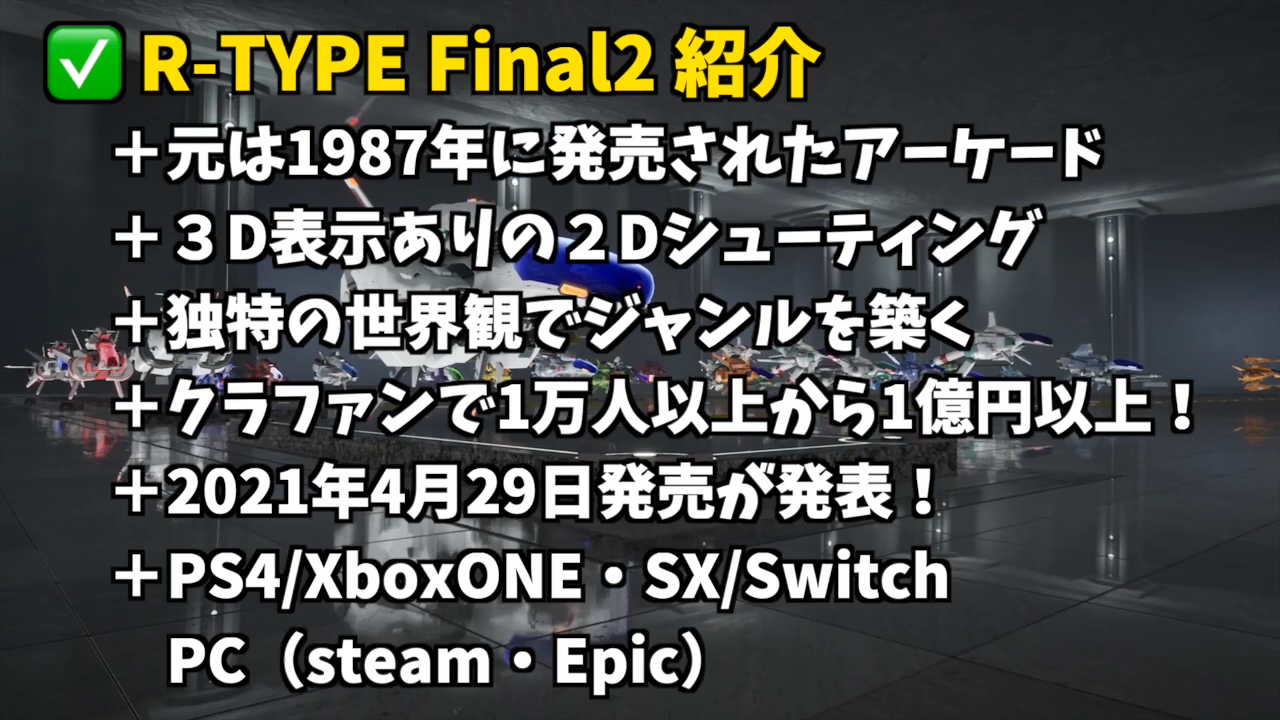 ✅ R-TYPE Final2 紹介
＋元は1987年に発売されたアーケード
＋３D表示ありの２Dシューティング
＋独特の世界観でジャンルを築く
＋クラファンで1万人以上から1億円以上！
＋2021年4月29日発売が発表！
＋PS4/XboxONE・SX/Switch
PC（steam・Epic）